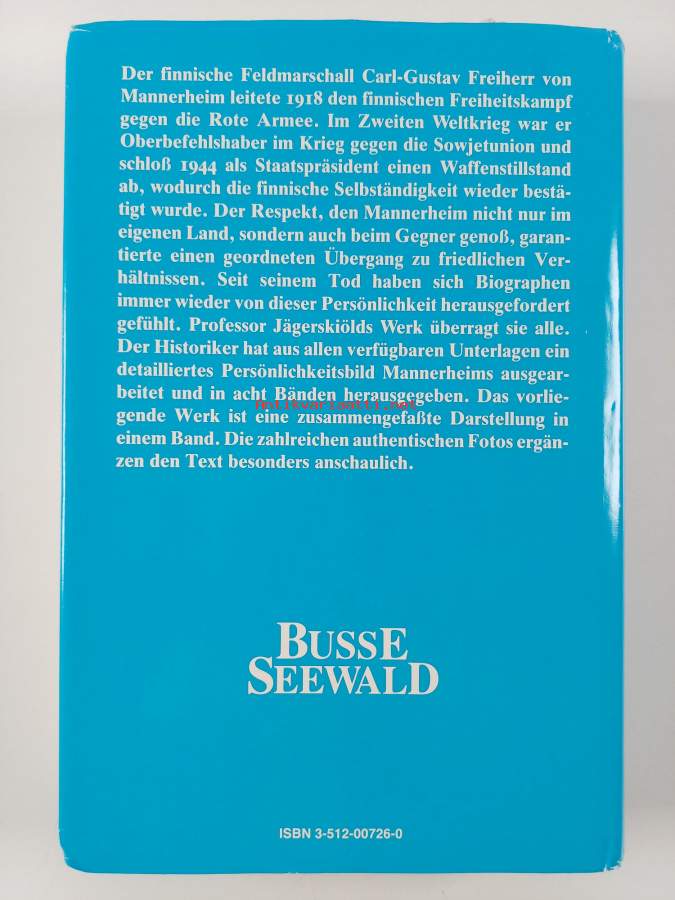 Der finnische Feldmarschall Carl-Gustav Freiherr von
Mannerheim leitete 1918 den finnischen Freiheitskampf
gegen die Rote Armee. Im Zweiten Weltkrieg war er
Oberbefehlshaber im Krieg gegen die Sowjetunion und
schloß 1944 als Staatspräsident einen Waffenstillstand
ab, wodurch die finnische Selbständigkeit wieder bestä-
tigt wurde. Der Respekt, den Mannerheim nicht nur im
eigenen Land, sondern auch beim Gegner genoß, garan-
tierte einen geordneten Übergang zu friedlichen Ver-
hältnissen. Seit seinem Tod haben sich Biographen
immer wieder von dieser Persönlichkeit herausgefordert
gefühlt. Professor Jägerskiölds Werk überragt sie alle.
Der Historiker hat aus allen verfügbaren Unterlagen ein
detailliertes Persönlichkeitsbild Mannerheims ausgear-
beitet und in acht Bänden herausgegeben. Das vorlie-
Antikvariaatti.net
gende Werk ist eine zusammengefaßte Darstellung in
einem Band. Die zahlreichen authentischen Fotos ergän-
zen den Text besonders anschaulich.
BUSSE
SEEWALD
ISBN 3-512-00726-0